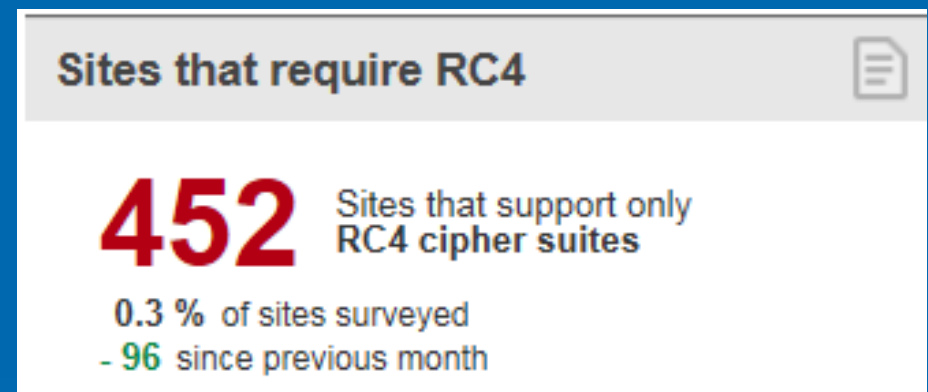 Sites that require RC4
452 Sites that support only
RC4 cipher suites
0.3 % of sites surveyed
- 96 since previous month